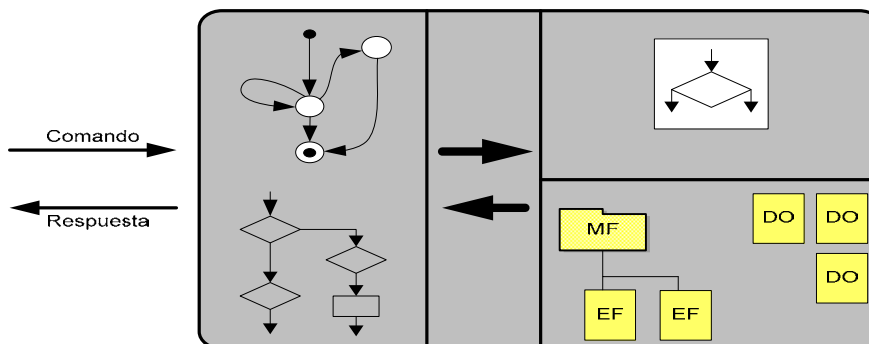 Comando
Respuesta
MF
EF
EF
DO
DO
DO